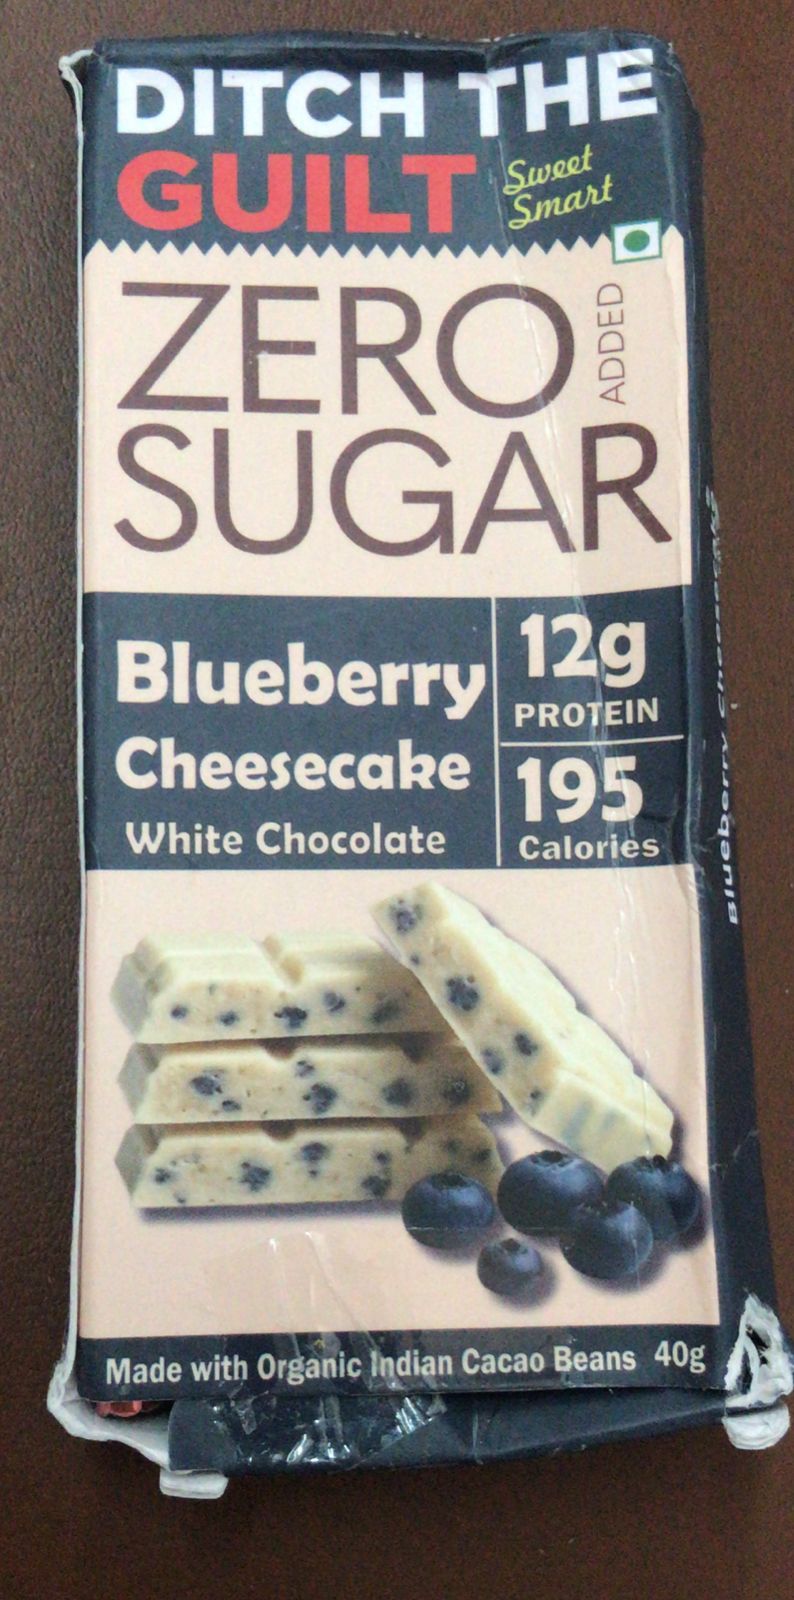 DITCH THE
GUILT
Sweet
Smart
ZERO
ADDED
SUGAR
Blueberry
Cheesecake
White Chocolate
12g
PROTEIN
195
Calories
Made with Organic Indian Cacao Beans 40g
Blueberry Cheesecake